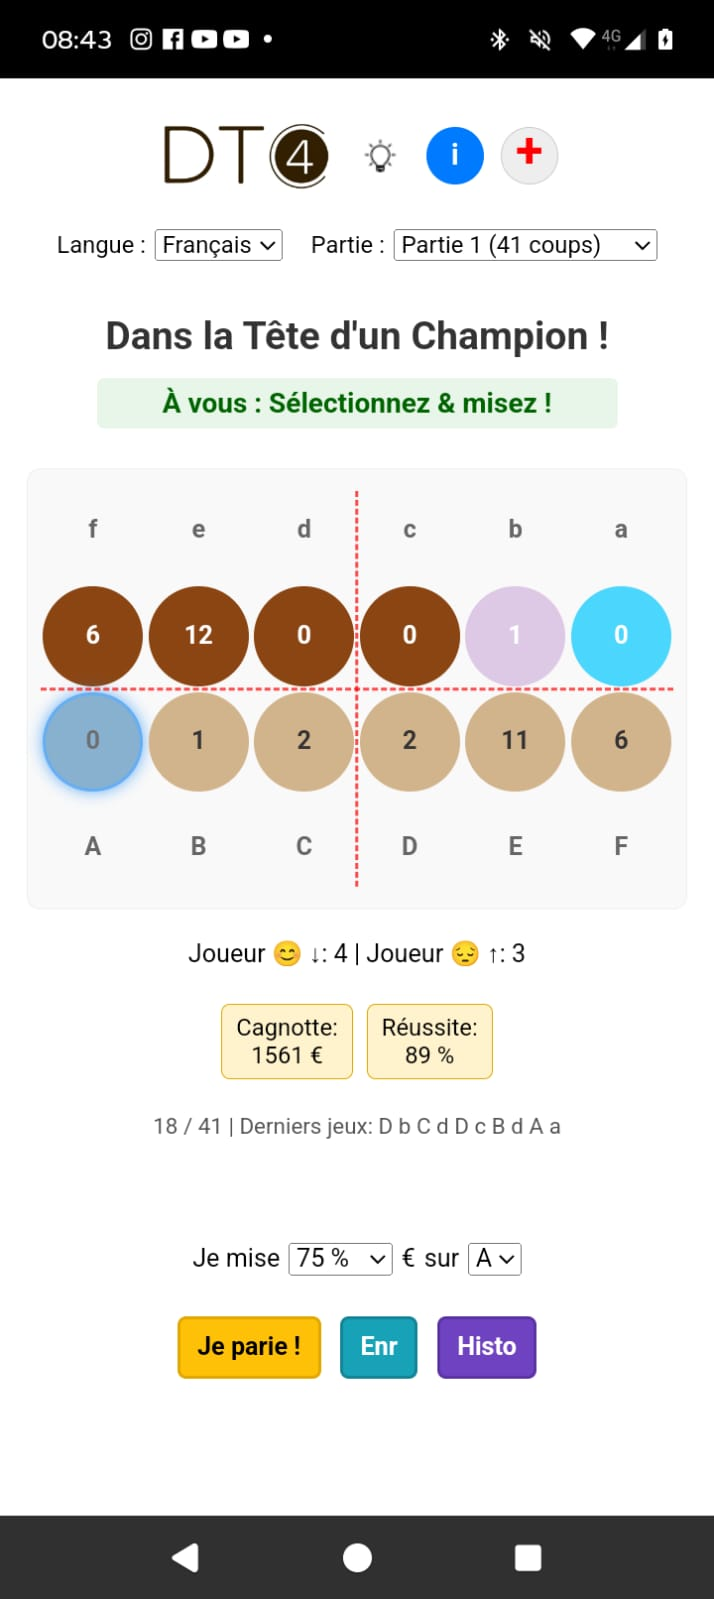 08:43
4G
DT4
i
+
Langue : Français Partie : Partie 1 (41 coups)
Dans la Tête d'un Champion !
À vous : Sélectionnez & misez !
f e d c b a
6 12 0 0 1 0
0 1 2 2 11 6
A B C D E F
Joueur 😊 ↓: 4 | Joueur 😔 ↑: 3
Cagnotte: Réussite:
1561 € 89 %
18 / 41 | Derniers jeux: D b C d D c B d A a
Je mise 75 % € sur A
Je parie ! Enr Histo